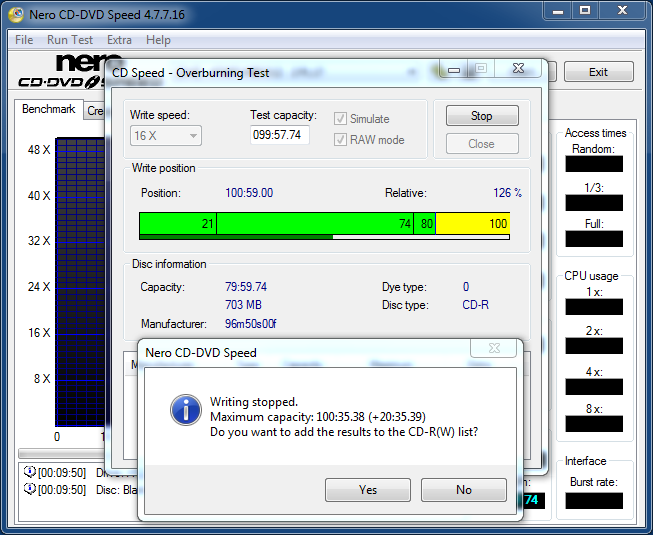 Nero CD-DVD Speed 4.7.7.16
File Run Test Extra Help
nero
CD-DVD
Exit
Benchmark
48 X
40 X
32 X
24 X
16 X
8 X
0
[00:09:50]
[00:09:50] Disc: Bla
CD Speed - Overburning Test
Write speed:
16 X
Test capacity:
099:57.74
Simulate
RAW mode
Stop
Close
Write position
Position: 100:59.00 Relative: 126 %
21 74 80 100
Disc information
Capacity: 79:59.74 Dye type: 0
703 MB Disc type: CD-R
Manufacturer: 96m50s00f
Nero CD-DVD Speed
Writing stopped.
Maximum capacity: 100:35.38 (+20:35.39)
Do you want to add the results to the CD-R(W) list?
Yes No
Access times
Random:
1/3:
Full:
CPU usage
1 x:
2 x:
4 x:
8 x:
Interface
Burst rate:
74